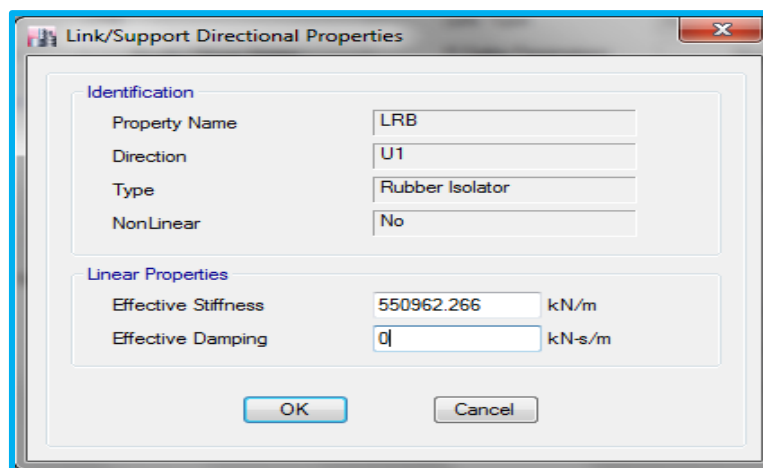 Link/Support Directional Properties
Identification
Property Name LRB
Direction U1
Type Rubber Isolator
NonLinear No
Linear Properties
Effective Stiffness 550962.266 kN/m
Effective Damping 0 kN-s/m
OK Cancel